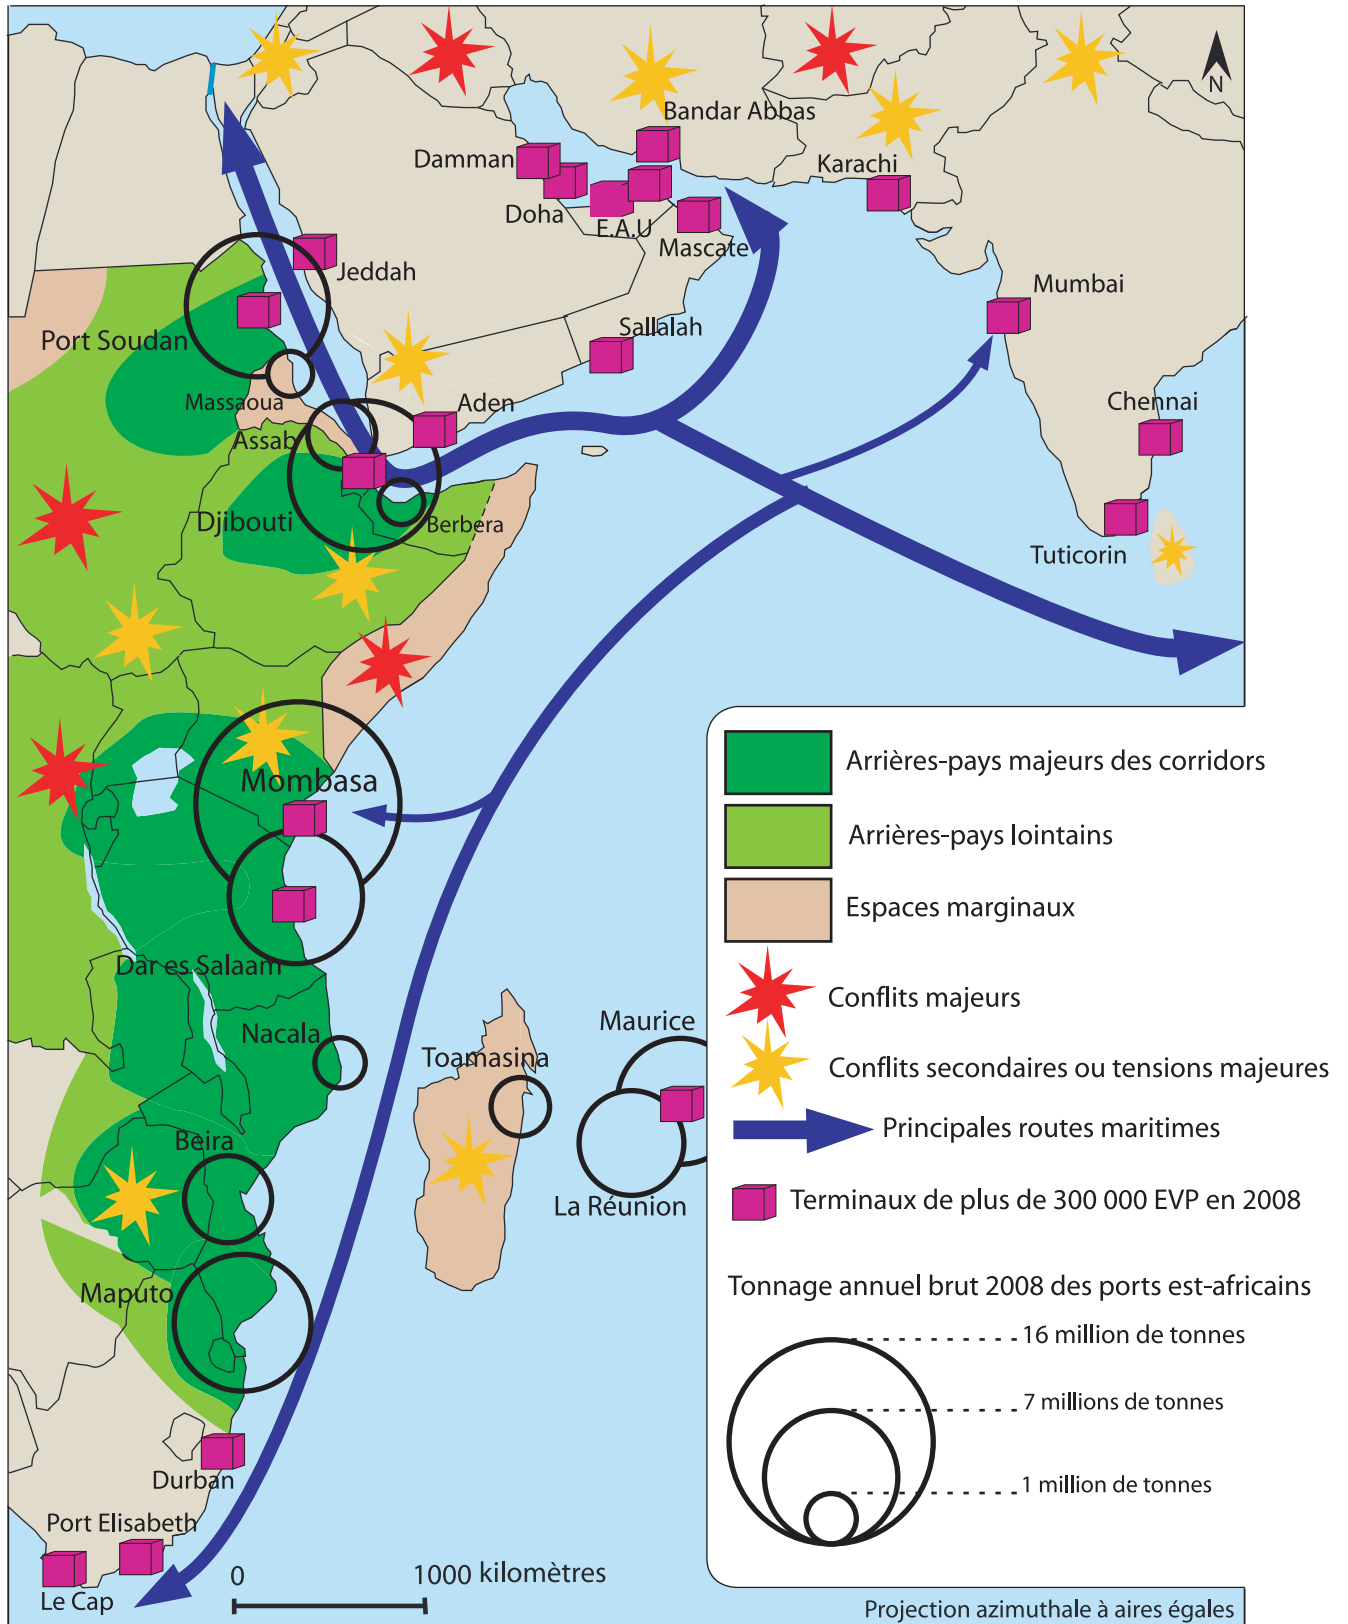 N
Bandar Abbas
Damman
Karachi
Doha
E.A.U
Mascate
Jeddah
Mumbai
Port Soudan
Sallalah
Massaoua
Aden
Chennai
Assab
Djibouti
Berbera
Tuticorin
Mombasa
Dar es Salaam
Nacala
Toamasina
Maurice
Beira
La Réunion
Maputo
Durban
Port Elisabeth
Le Cap
0 1000 kilomètres
Arrières-pays majeurs des corridors
Arrières-pays lointains
Espaces marginaux
Conflits majeurs
Conflits secondaires ou tensions majeures
Principales routes maritimes
Terminaux de plus de 300 000 EVP en 2008
Tonnage annuel brut 2008 des ports est-africains
16 million de tonnes
7 millions de tonnes
1 million de tonnes
Projection azimuthale à aires égales